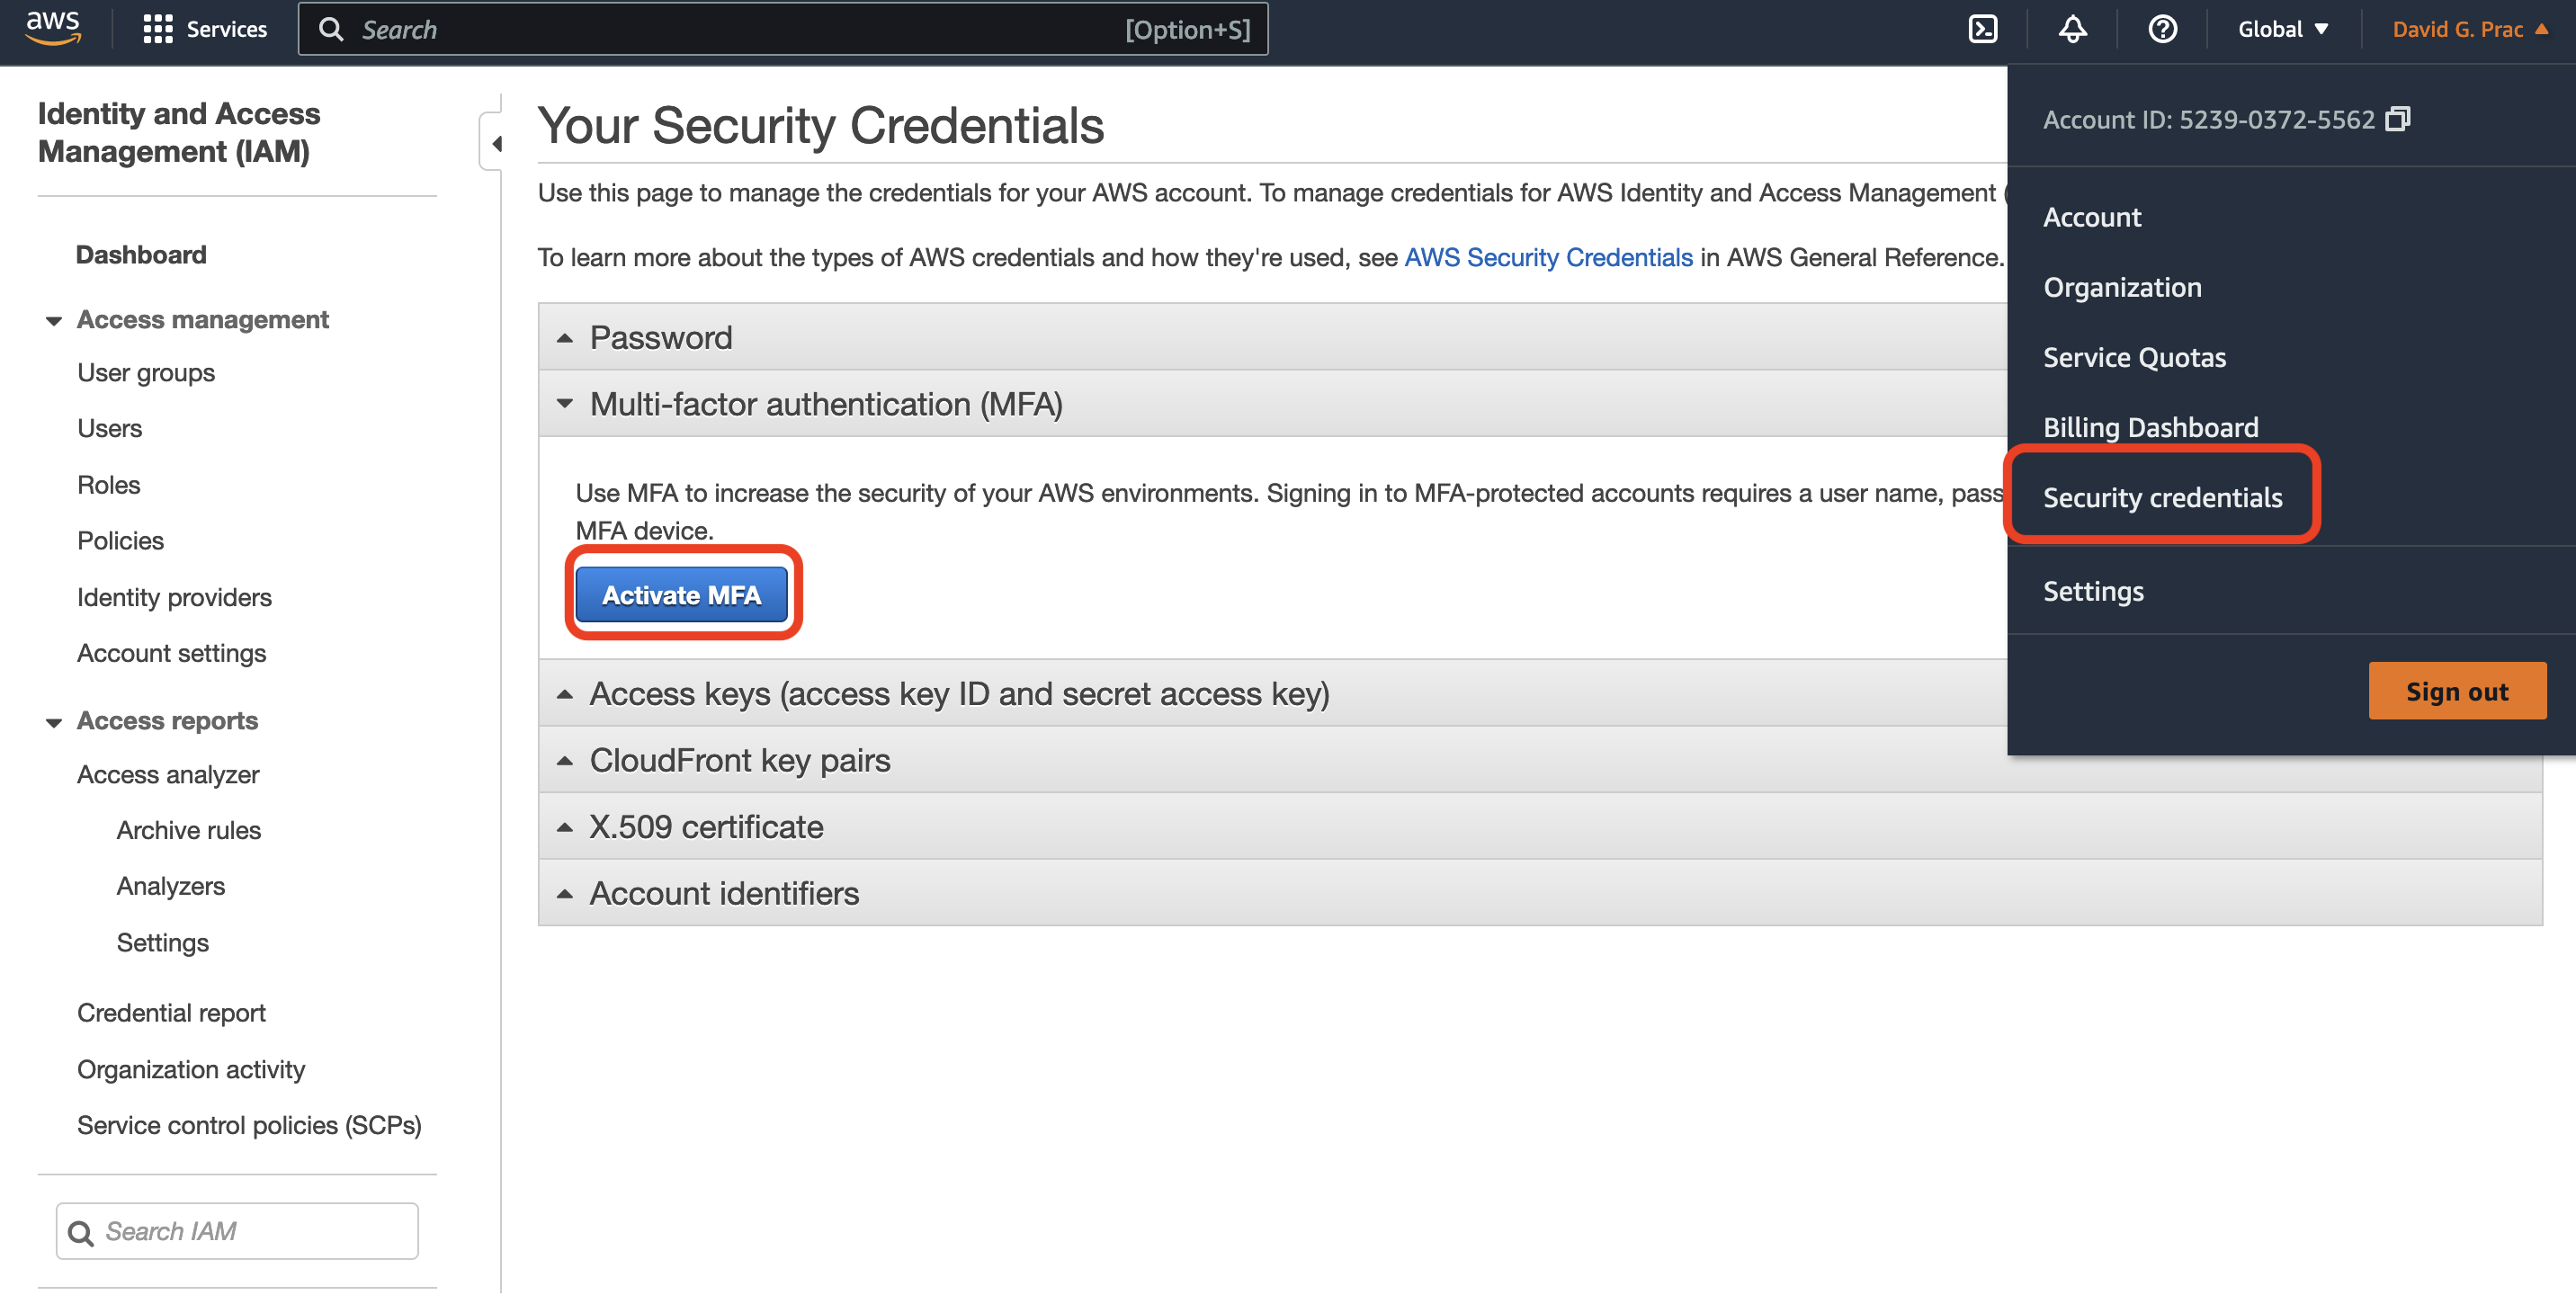 aws
Services
Search
[Option+S]
Global
David G. Prac
Identity and Access
Management (IAM)
Dashboard
Access management
User groups
Users
Roles
Policies
Identity providers
Account settings
Access reports
Access analyzer
Archive rules
Analyzers
Settings
Credential report
Organization activity
Service control policies (SCPs)
Search IAM
Your Security Credentials
Use this page to manage the credentials for your AWS account. To manage credentials for AWS Identity and Access Management (
To learn more about the types of AWS credentials and how they're used, see AWS Security Credentials in AWS General Reference.
Password
Multi-factor authentication (MFA)
Use MFA to increase the security of your AWS environments. Signing in to MFA-protected accounts requires a user name, pass
MFA device.
Activate MFA
Access keys (access key ID and secret access key)
CloudFront key pairs
X.509 certificate
Account identifiers
Account ID: 5239-0372-5562
Account
Organization
Service Quotas
Billing Dashboard
Security credentials
Settings
Sign out